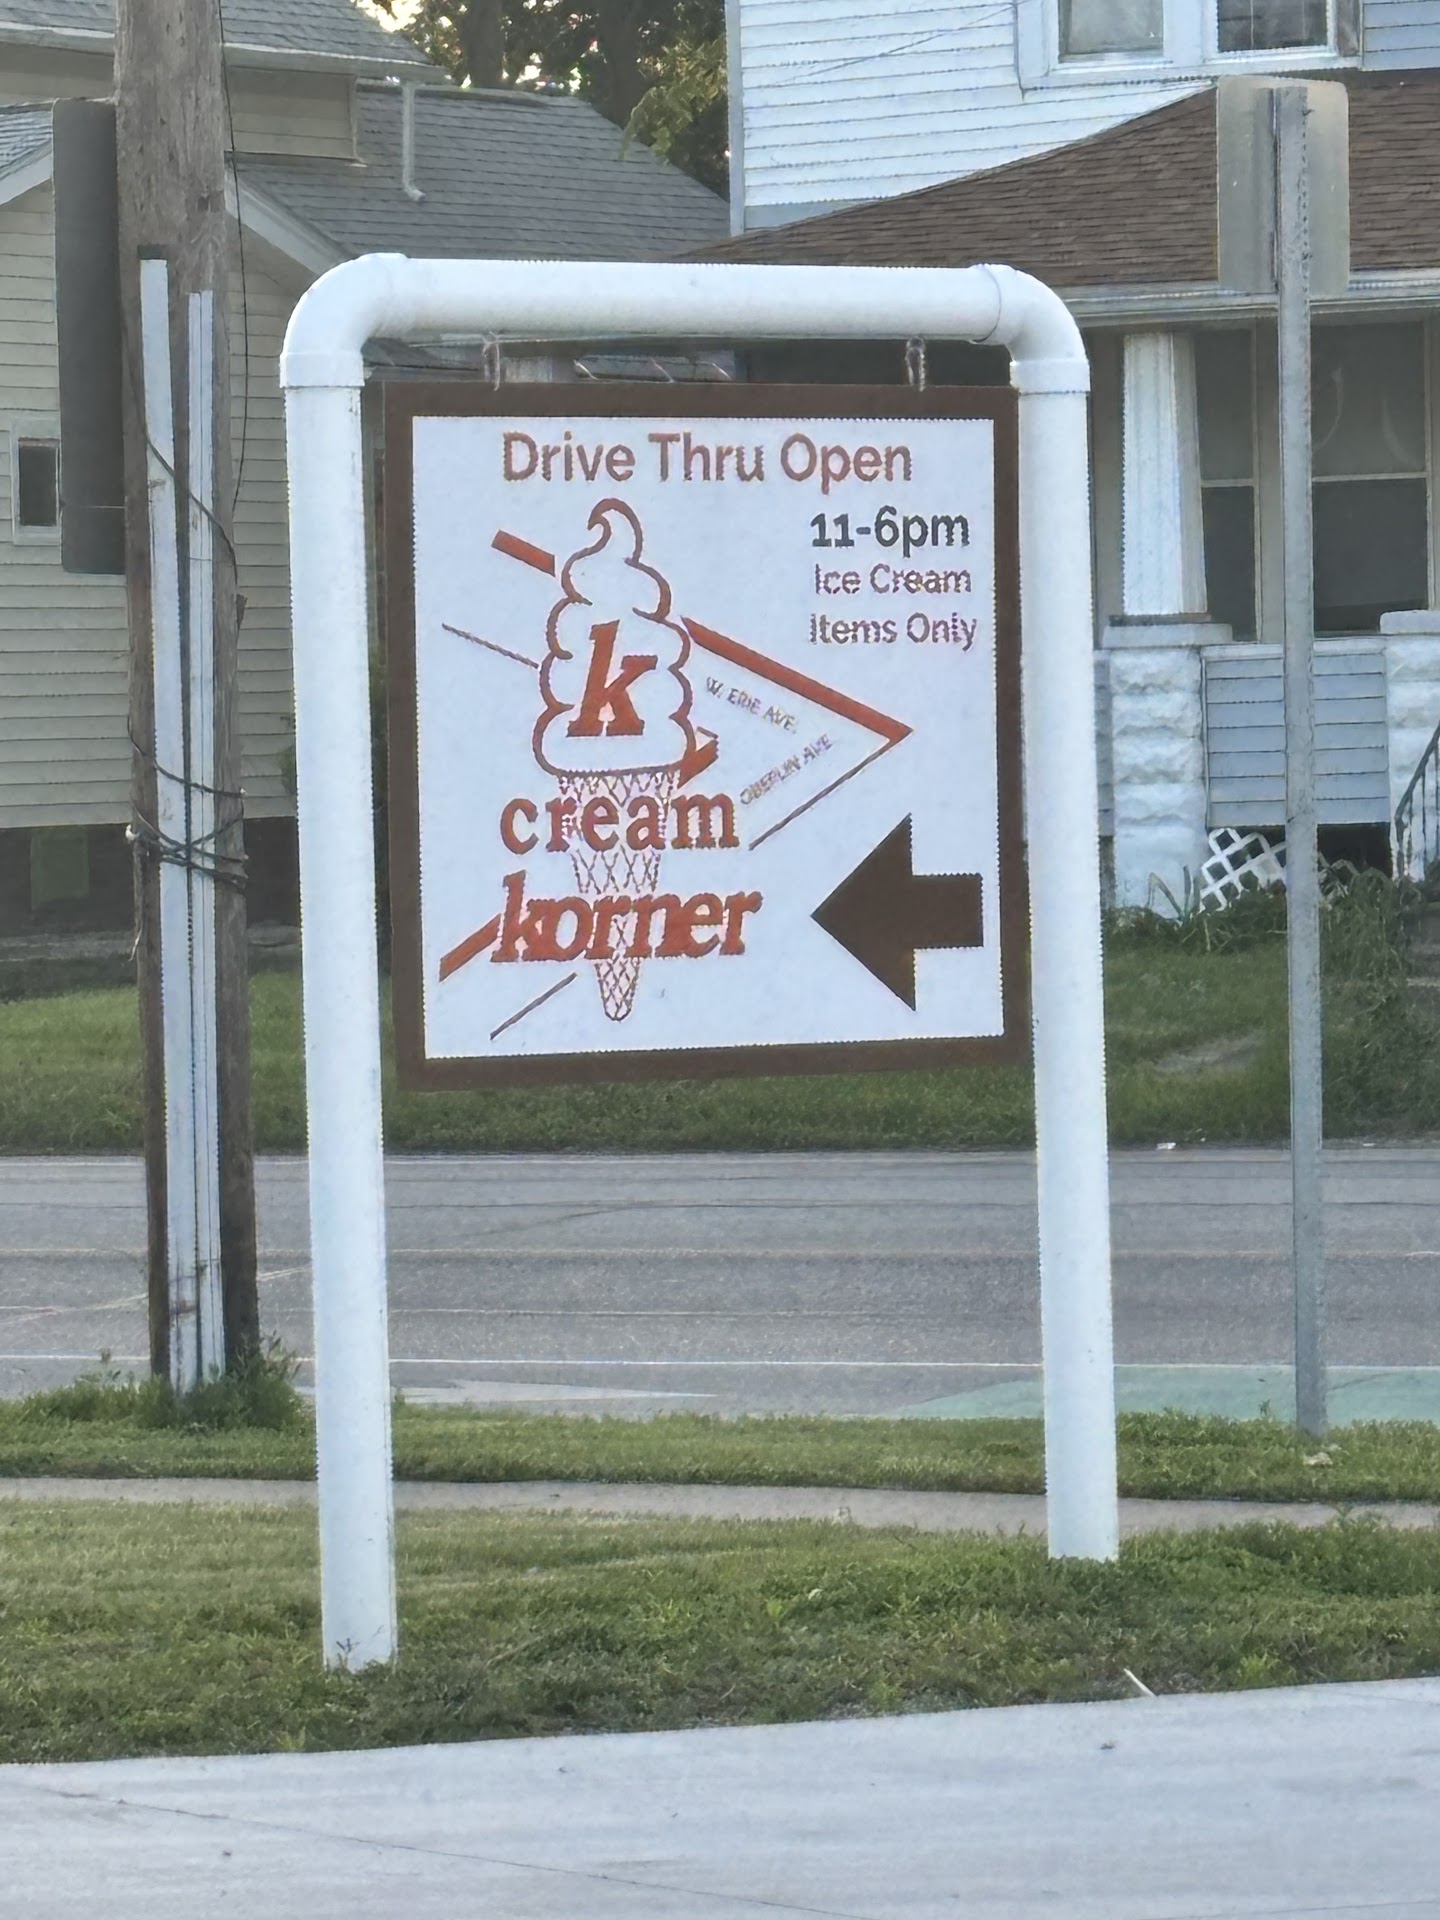 Drive Thru Open
11-6pm
Ice Cream
Items Only
k
W. ERIE AVE.
OBERLIN AVE
cream
korner